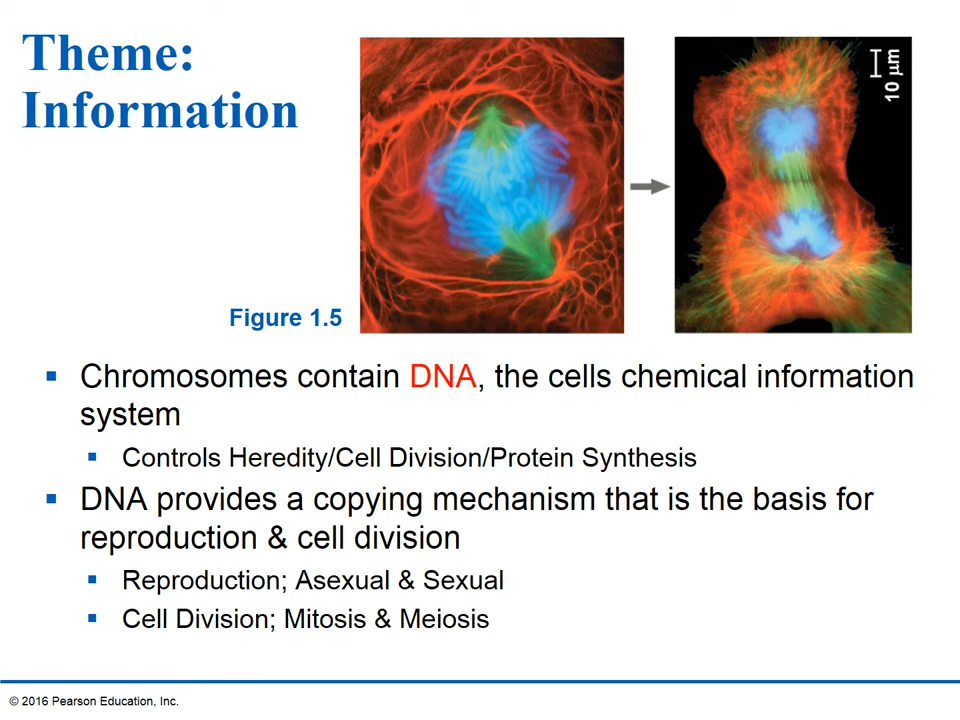 Theme:
Information
10 µm
Figure 1.5
Chromosomes contain DNA, the cells chemical information
system
Controls Heredity/Cell Division/Protein Synthesis
DNA provides a copying mechanism that is the basis for
reproduction & cell division
Reproduction; Asexual & Sexual
Cell Division; Mitosis & Meiosis
© 2016 Pearson Education, Inc.